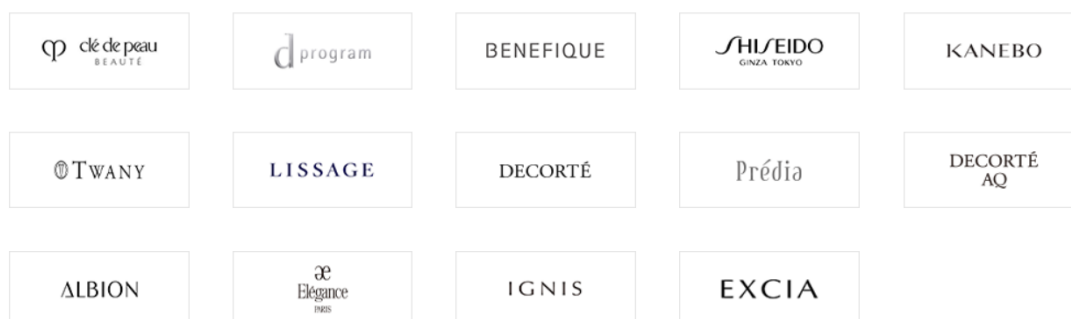 clé de peau
BEAUTÉ
d program
BENEFIQUE
SHISEIDO
GINZA TOKYO
KANEBO
TWANY
LISSAGE
DECORTÉ
Prédia
DECORTÉ
AQ
ALBION
æ
Elégance
PARIS
IGNIS
EXCIA